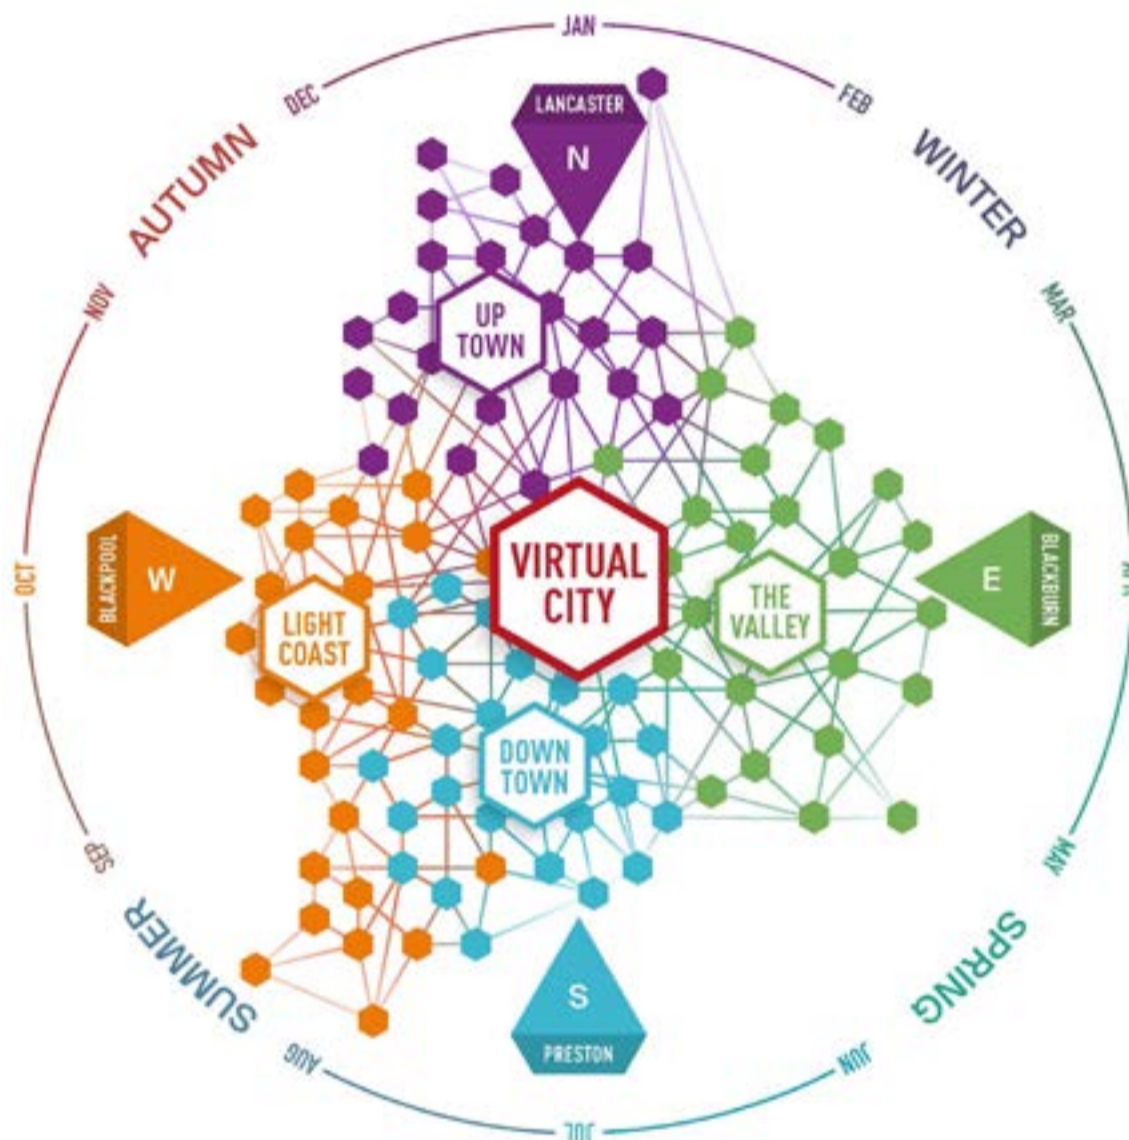 JAN
FEB
WINTER
MAR
MAY
SPRING
JUN
JUL
AUG
SUMMER
SEP
OCT
NOV
AUTUMN
DEC
LANCASTER
N
UP
TOWN
BLACKPOOL
W
VIRTUAL
CITY
LIGHT
COAST
THE
VALLEY
E
BLACKBURN
DOWN
TOWN
S
PRESTON